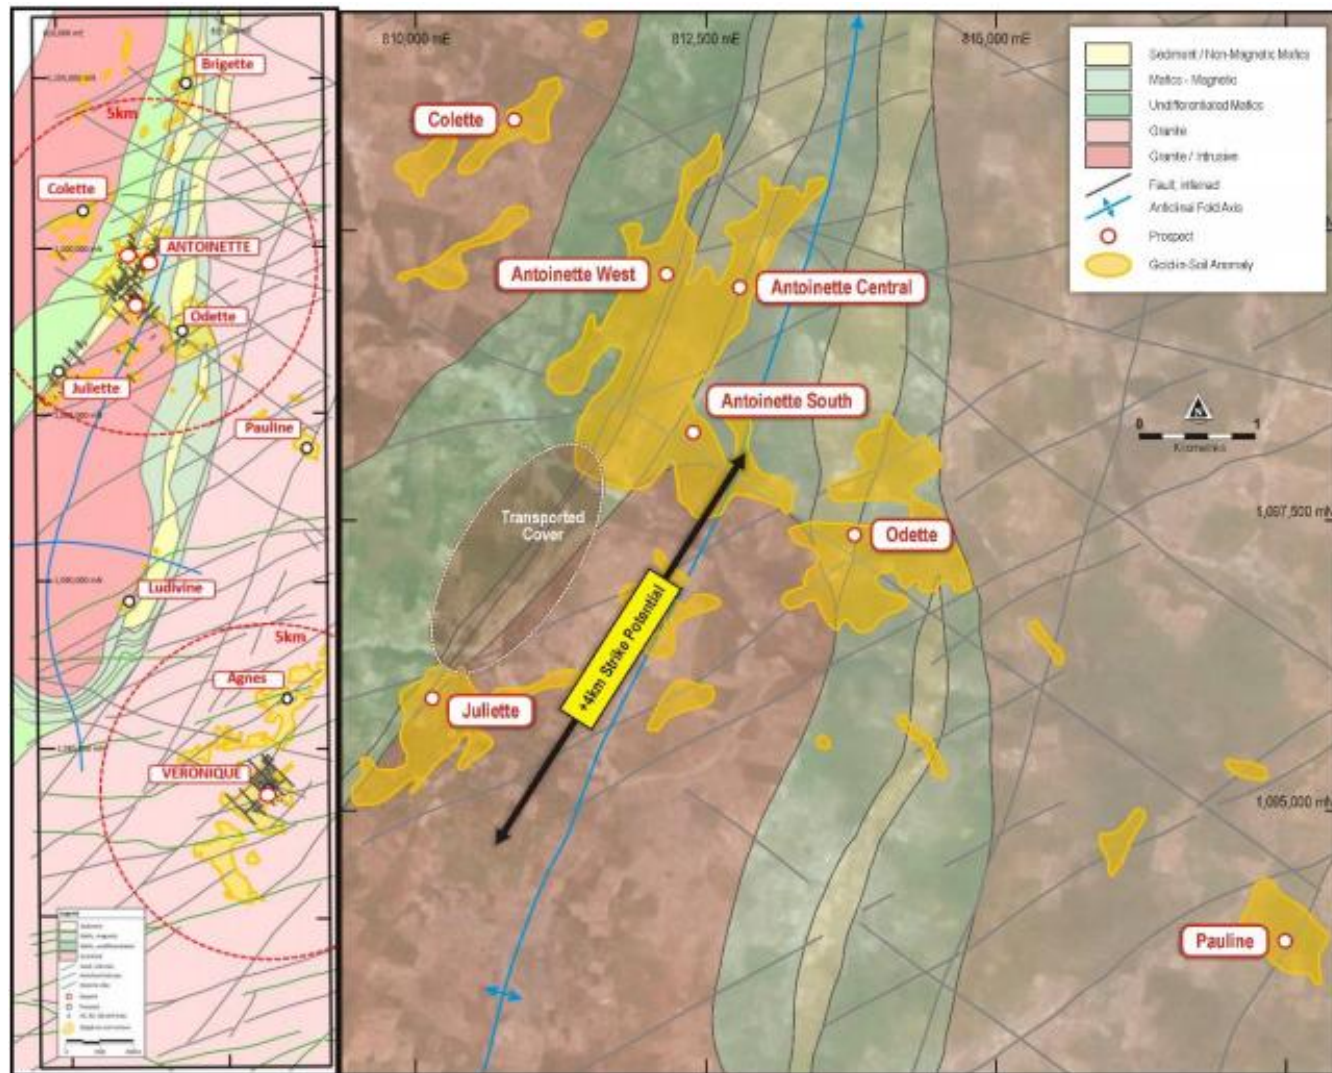 Brigette
5km
Colette
ANTOINETTE
Odette
Juliette
Pauline
Ludivine
5km
Agnes
VERONIQUE
810,000 mE
812,500 mE
815,000 mE
Colette
Antoinette West
Antoinette Central
Antoinette South
Transported
Cover
Odette
1,097,500 mN
+4km Strike Potential
Juliette
1,095,000 mN
Pauline
Sediment / Non-Magnetic Mafics
Mafics - Magnetic
Undifferentiated Mafics
Granite
Granite / Intrusive
Fault, inferred
Anticlinal Fold Axis
Prospect
Gold-in-Soil Anomaly
N
0 1
Kilometres